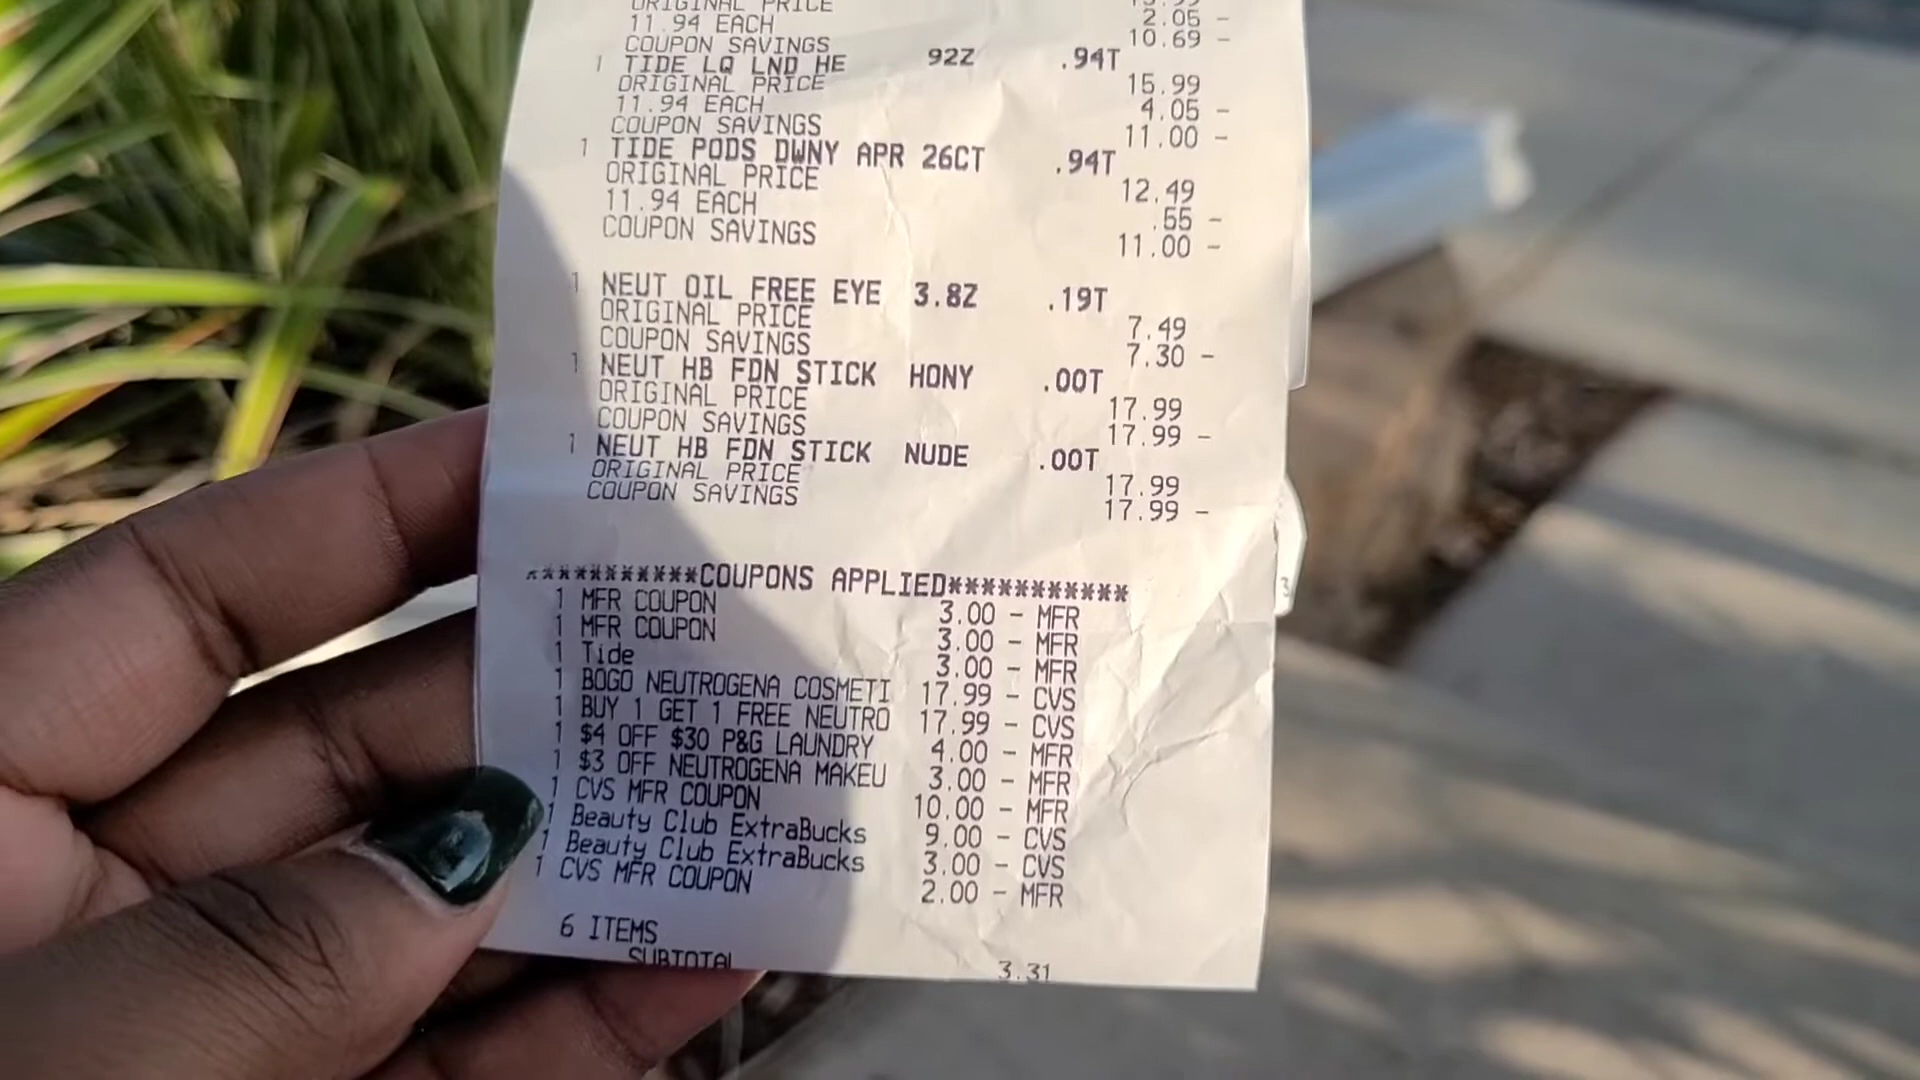 ORIGINAL PRICE
11.94 EACH 2.05 -
COUPON SAVINGS 10.69 -
1 TIDE LQ LND HE 92Z .94T
ORIGINAL PRICE 15.99
11.94 EACH 4.05 -
COUPON SAVINGS 11.00 -
1 TIDE PODS DWNY APR 26CT .94T
ORIGINAL PRICE 12.49
11.94 EACH .55 -
COUPON SAVINGS 11.00 -
1 NEUT OIL FREE EYE 3.8Z .19T
ORIGINAL PRICE 7.49
COUPON SAVINGS 7.30 -
1 NEUT HB FDN STICK HONY .00T
ORIGINAL PRICE 17.99
COUPON SAVINGS 17.99 -
1 NEUT HB FDN STICK NUDE .00T
ORIGINAL PRICE 17.99
COUPON SAVINGS 17.99 -
***********COUPONS APPLIED***********
1 MFR COUPON 3.00 - MFR
1 MFR COUPON 3.00 - MFR
1 Tide 3.00 - MFR
1 BOGO NEUTROGENA COSMETI 17.99 - CVS
1 BUY 1 GET 1 FREE NEUTRO 17.99 - CVS
1 $4 OFF $30 P&G LAUNDRY 4.00 - MFR
1 $3 OFF NEUTROGENA MAKEU 3.00 - MFR
1 CVS MFR COUPON 10.00 - MFR
1 Beauty Club ExtraBucks 9.00 - CVS
1 Beauty Club ExtraBucks 3.00 - CVS
1 CVS MFR COUPON 2.00 - MFR
6 ITEMS
SUBTOTAL 3.31